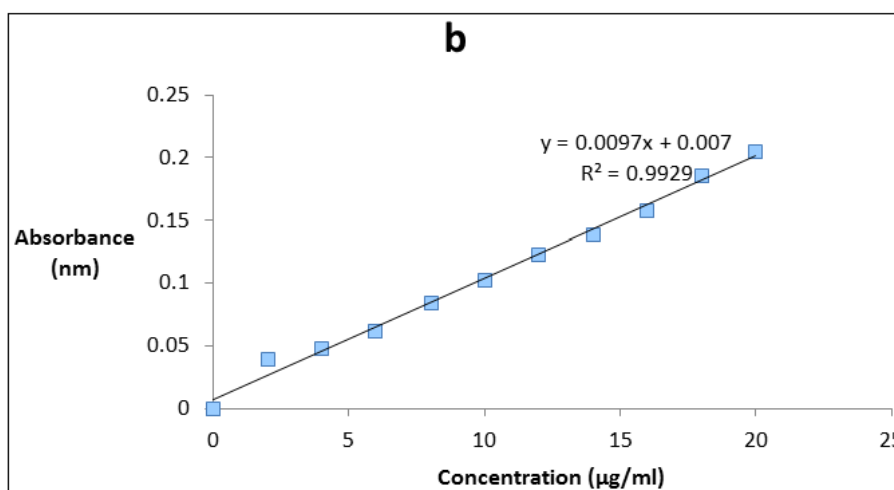 b
0.25
0.2
0.15
0.1
0.05
0
y = 0.0097x + 0.007
R² = 0.9929
Absorbance
(nm)
0 5 10 15 20 25
Concentration (µg/ml)